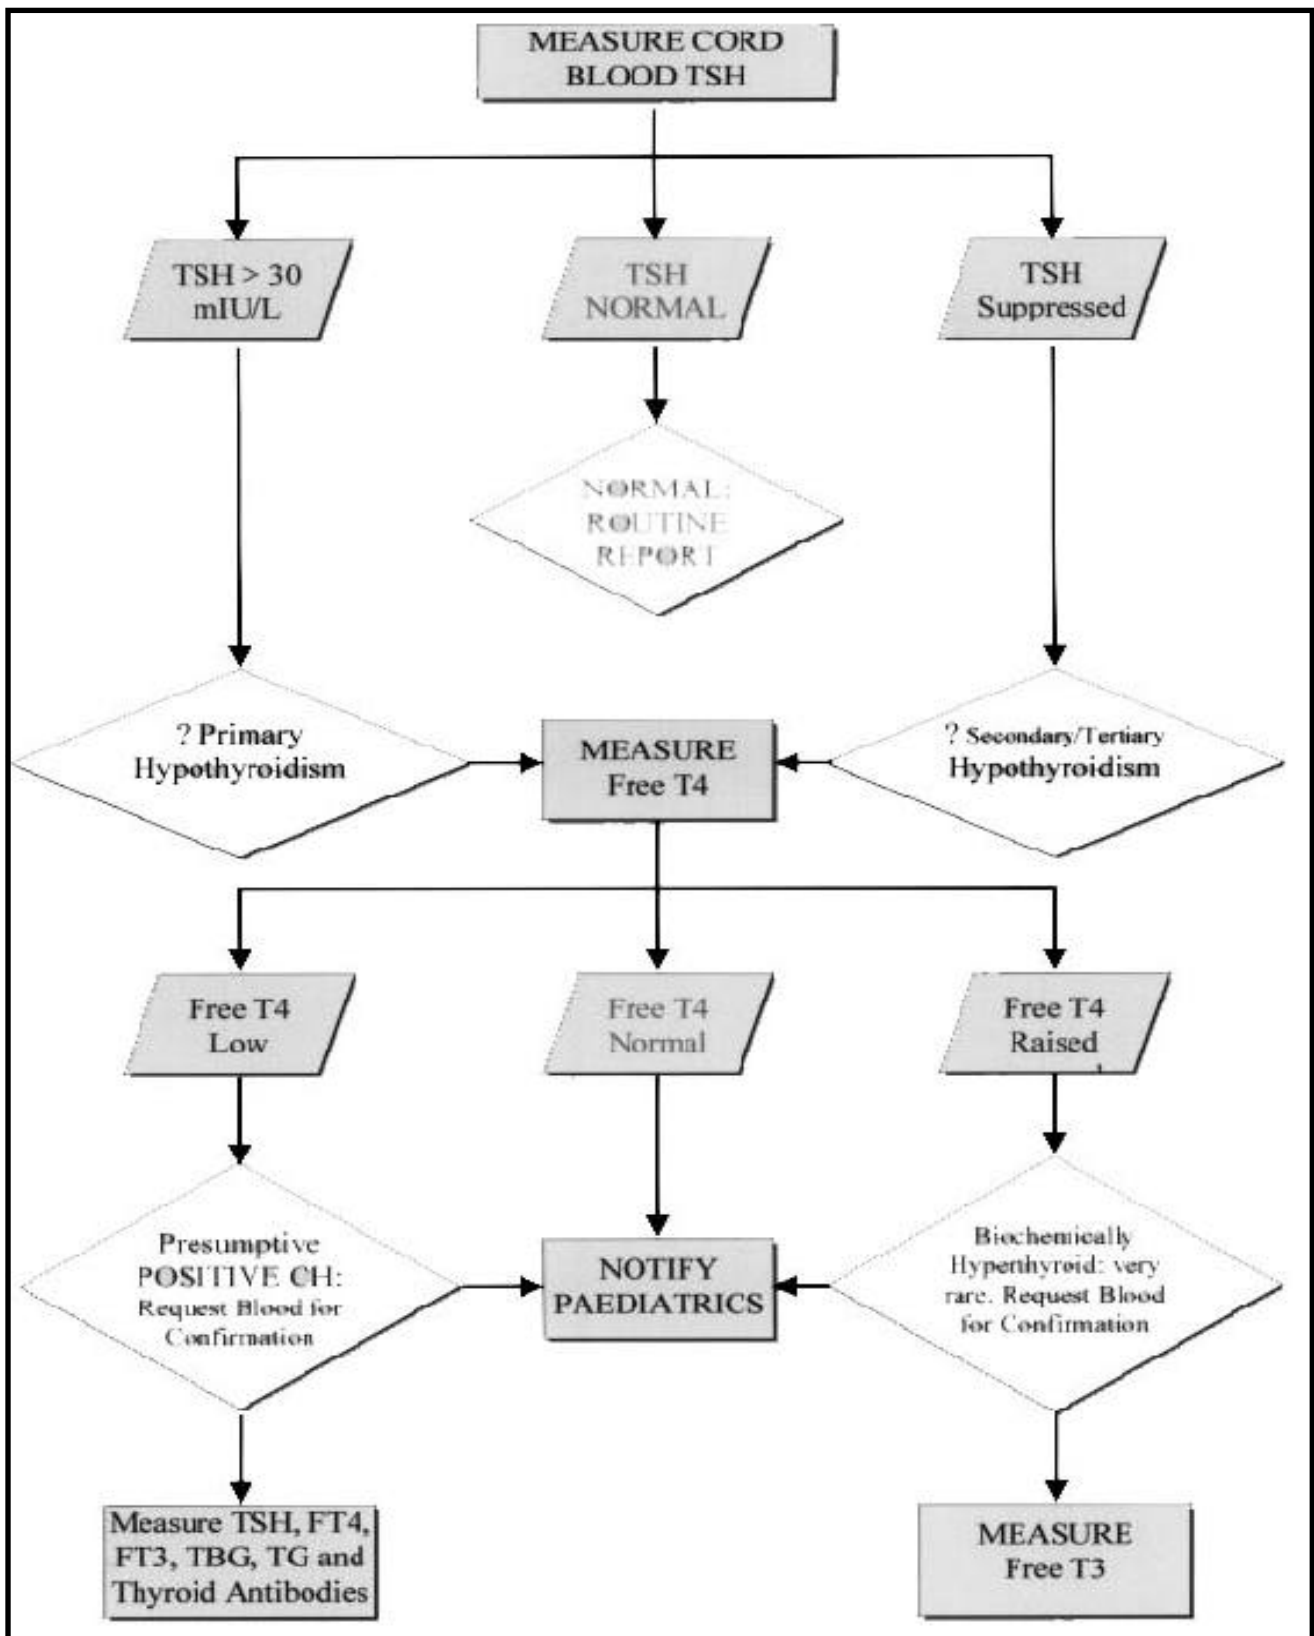 MEASURE CORD
BLOOD TSH
TSH > 30
mIU/L
TSH
NORMAL
TSH
Suppressed
NORMAL:
ROUTINE
REPORT
? Primary
Hypothyroidism
MEASURE
Free T4
? Secondary/Tertiary
Hypothyroidism
Free T4
Low
Free T4
Normal
Free T4
Raised
Presumptive
POSITIVE CH:
Request Blood for
Confirmation
NOTIFY
PAEDIATRICS
Biochemically
Hyperthyroid: very
rare. Request Blood
for Confirmation
Measure TSH, FT4,
FT3, TBG, TG and
Thyroid Antibodies
MEASURE
Free T3